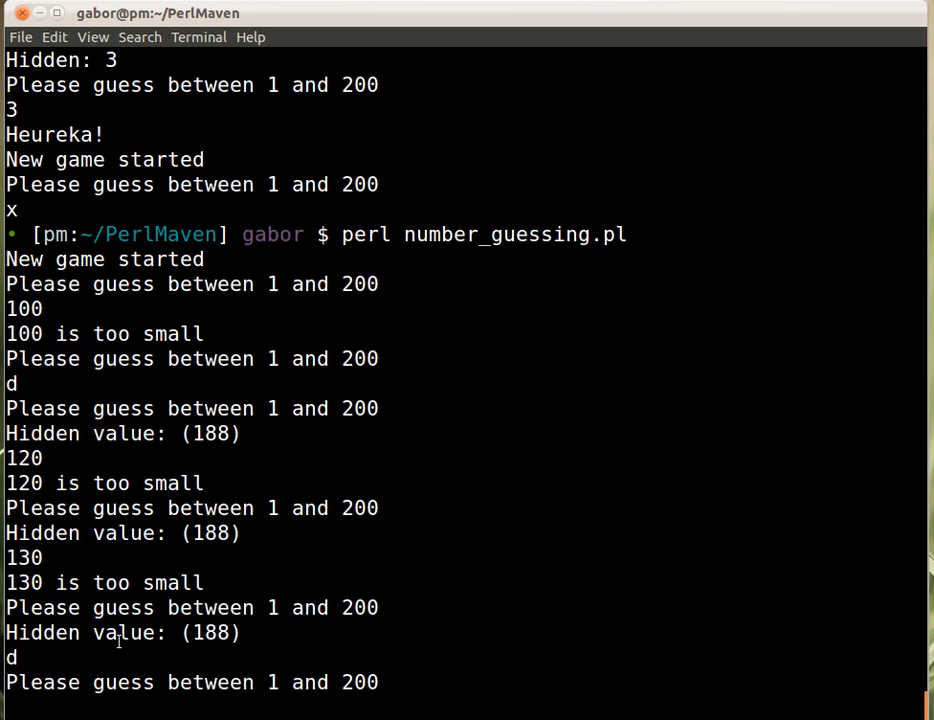 gabor@pm:~/PerlMaven
File Edit View Search Terminal Help
Hidden: 3
Please guess between 1 and 200
3
Heureka!
New game started
Please guess between 1 and 200
x
• [pm:~/PerlMaven] gabor $ perl number_guessing.pl
New game started
Please guess between 1 and 200
100
100 is too small
Please guess between 1 and 200
d
Please guess between 1 and 200
Hidden value: (188)
120
120 is too small
Please guess between 1 and 200
Hidden value: (188)
130
130 is too small
Please guess between 1 and 200
Hidden value: (188)
d
Please guess between 1 and 200